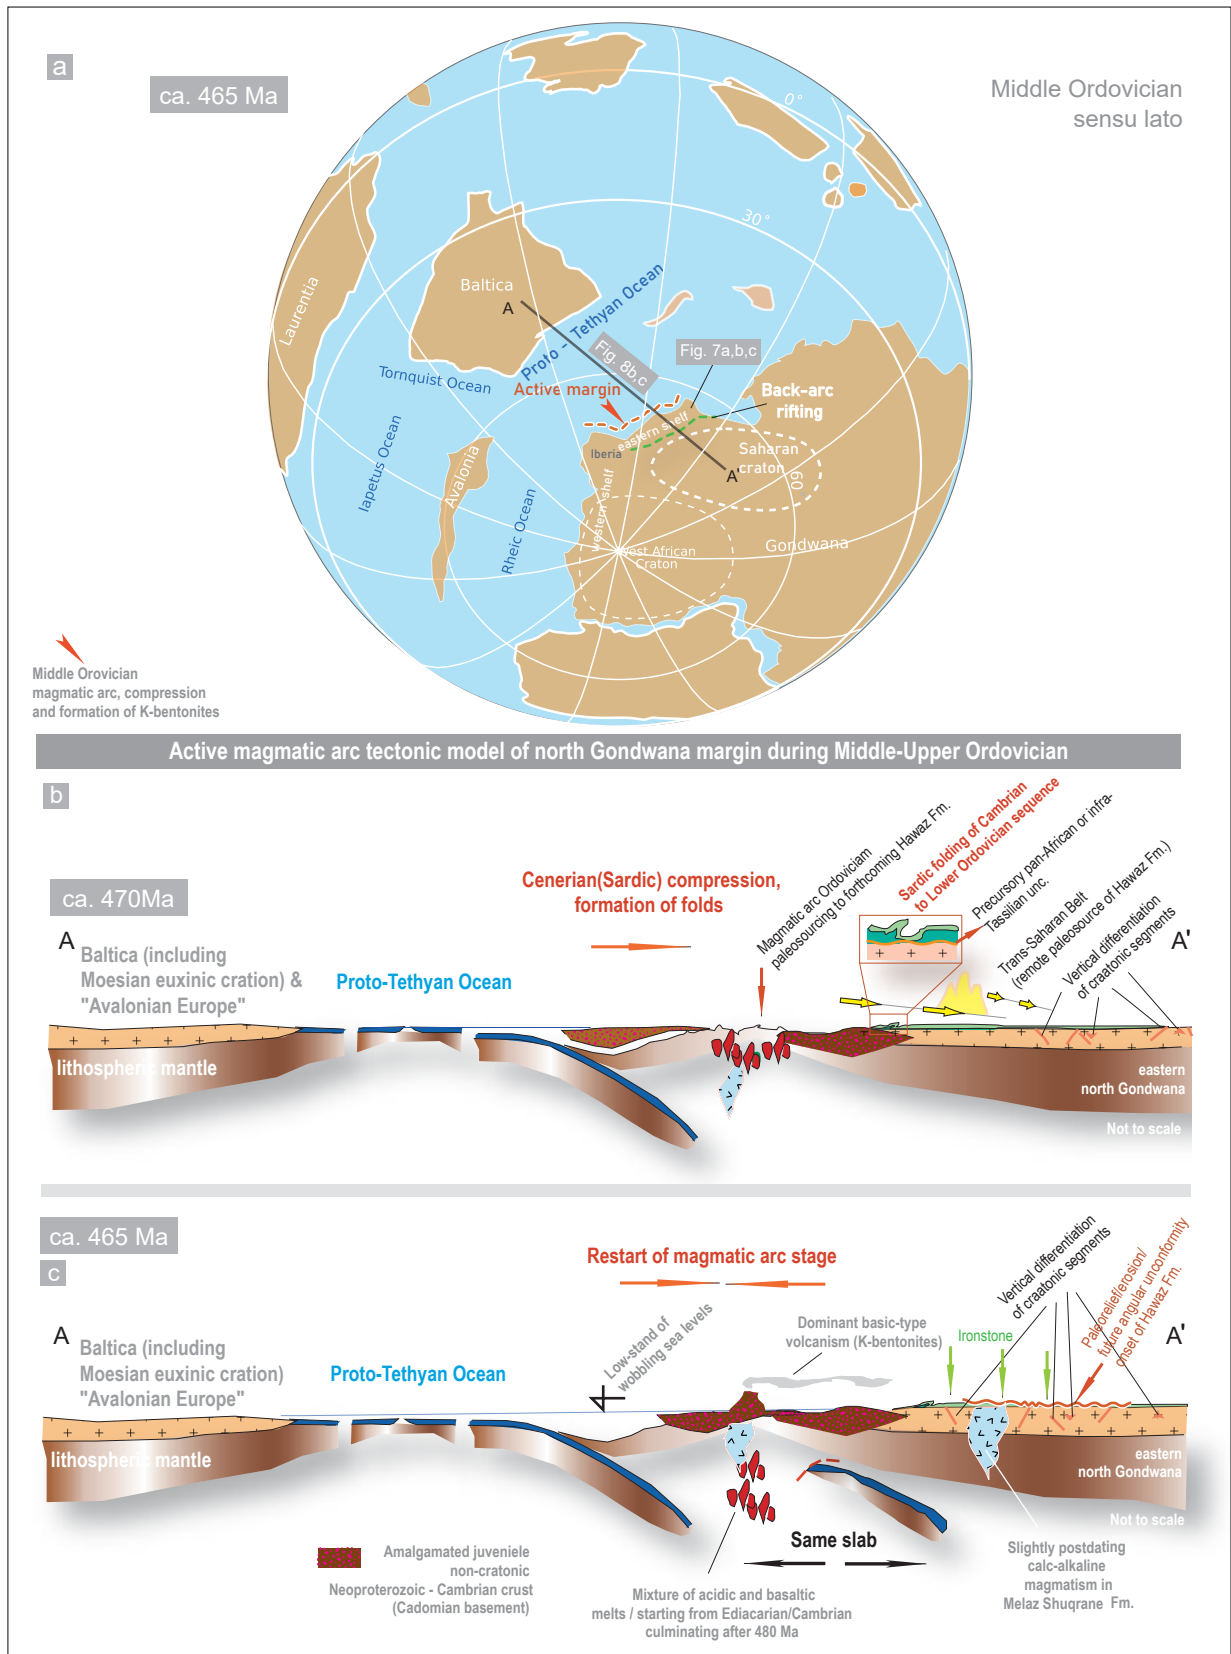 a
ca. 465 Ma
Middle Ordovician
sensu lato
0°
30°
Laurentia
Baltica
A
Proto - Tethyan Ocean
Fig. 8b,c
Fig. 7a,b,c
Tornquist Ocean
Active margin
Back-arc
rifting
eastern shelf
Iberia
Saharan
craton
A'
60
Iapetus Ocean
Avalonia
Rheic Ocean
western shelf
West African
Craton
Gondwana
Middle Orovician
magmatic arc, compression
and formation of K-bentonites
Active magmatic arc tectonic model of north Gondwana margin during Middle-Upper Ordovician
b
ca. 470Ma
A
Baltica (including
Moesian euxinic cration) &
"Avalonian Europe"
Proto-Tethyan Ocean
Cenerian(Sardic) compression,
formation of folds
Magmatic arc Ordoviciam
paleosourcing to forthcoming Hawaz Fm.
Sardic folding of Cambrian
to Lower Ordovician sequence
Precursory pan-African or infra-
Tassilian unc.
Trans-Saharan Belt
(remote paleosource of Hawaz Fm.)
Vertical differentiation
of craatonic segments
A'
lithospheric mantle
eastern
north Gondwana
Not to scale
ca. 465 Ma
c
A
Baltica (including
Moesian euxinic cration)
"Avalonian Europe"
Proto-Tethyan Ocean
Restart of magmatic arc stage
Low-stand of
wobbling sea levels
Dominant basic-type
volcanism (K-bentonites)
Ironstone
Vertical differentiation
of craatonic segments
Paleorelief/erosion/
future angular unconformity
onset of Hawaz Fm.
A'
lithospheric mantle
eastern
north Gondwana
Not to scale
Same slab
Amalgamated juveniele
non-cratonic
Neoproterozoic - Cambrian crust
(Cadomian basement)
Mixture of acidic and basaltic
melts / starting from Ediacarian/Cambrian
culminating after 480 Ma
Slightly postdating
calc-alkaline
magmatism in
Melaz Shuqrane Fm.